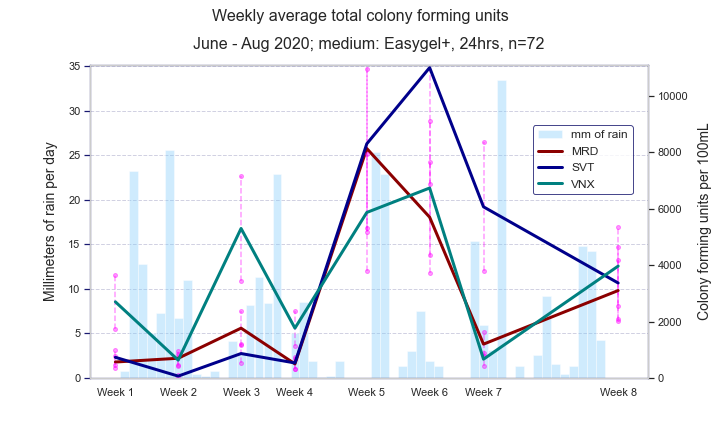 Weekly average total colony forming units
June - Aug 2020; medium: Easygel+, 24hrs, n=72
35
30
25
20
15
10
5
0
Millimeters of rain per day
10000
8000
6000
4000
2000
0
Colony forming units per 100mL
mm of rain
MRD
SVT
VNX
Week 1 Week 2 Week 3 Week 4 Week 5 Week 6 Week 7 Week 8